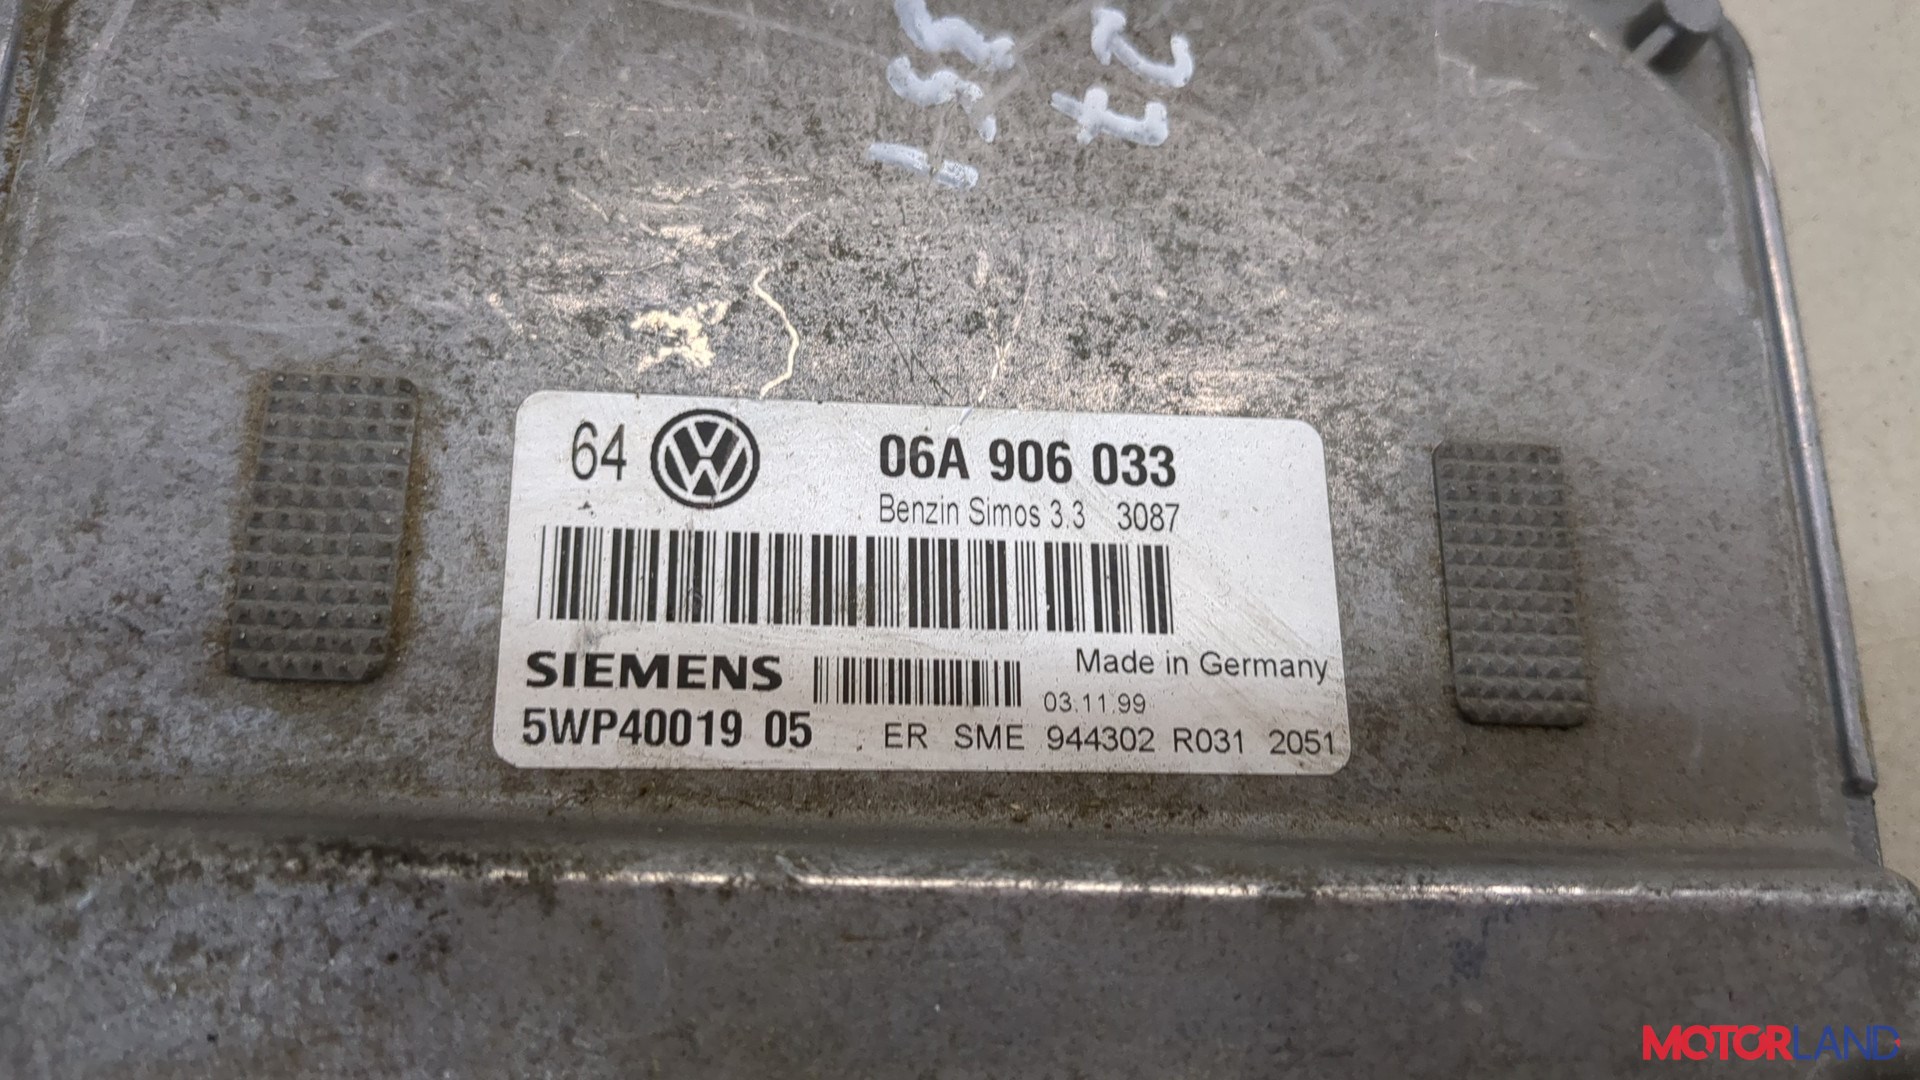 64 06A 906 033
Benzin Simos 3.3 3087
SIEMENS Made in Germany
03.11.99
5WP40019 05 ER SME 944302 R031 2051
MOTORLAND